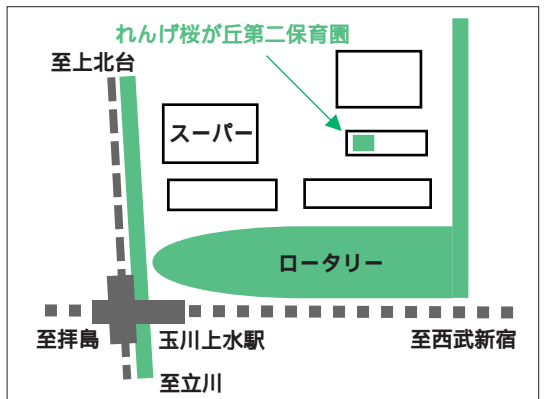 れんげ桜が丘第二保育園
至上北台
スーパー
ロータリー
至拝島
玉川上水駅
至西武新宿
至立川